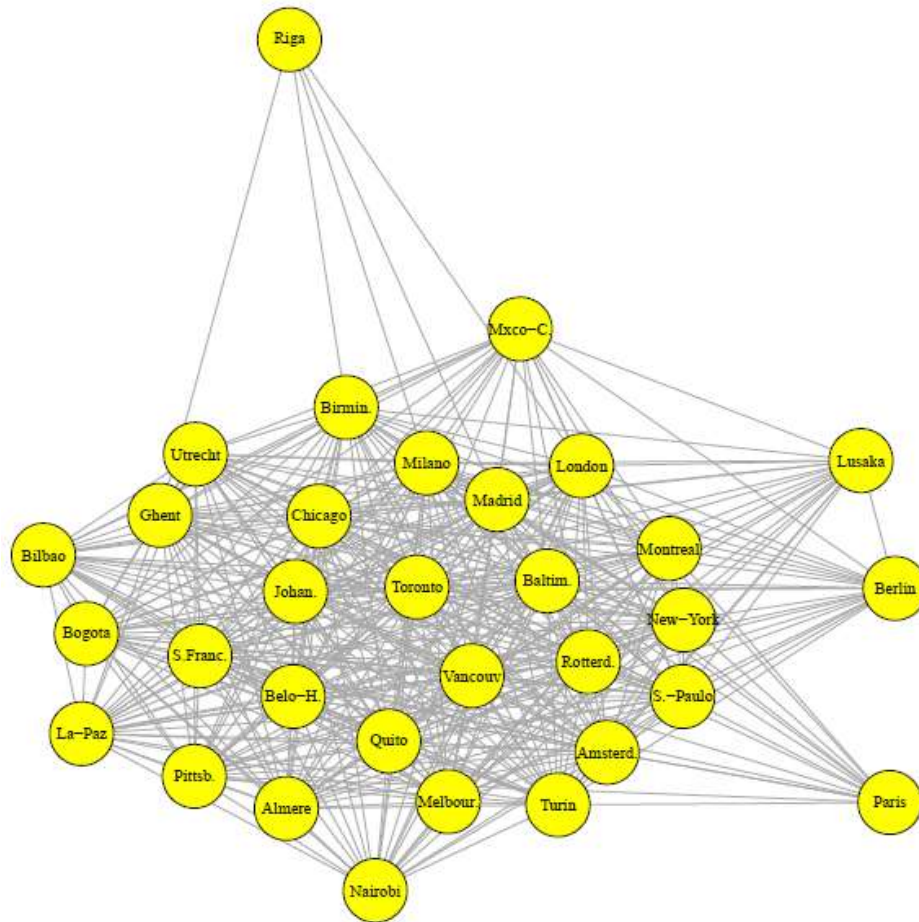 Riga
Mxco-C.
Birmin.
Utrecht
Milano
London
Lusaka
Madrid
Ghent
Chicago
Montreal
Bilbao
Baltim.
Toronto
Berlin
Johan.
New-York
Bogota
S.Franc.
Rotterd.
Vancouv
Belo-H.
S.-Paulo
La-Paz
Quito
Amsterd.
Pittsb.
Melbour.
Paris
Turin
Almere
Nairobi